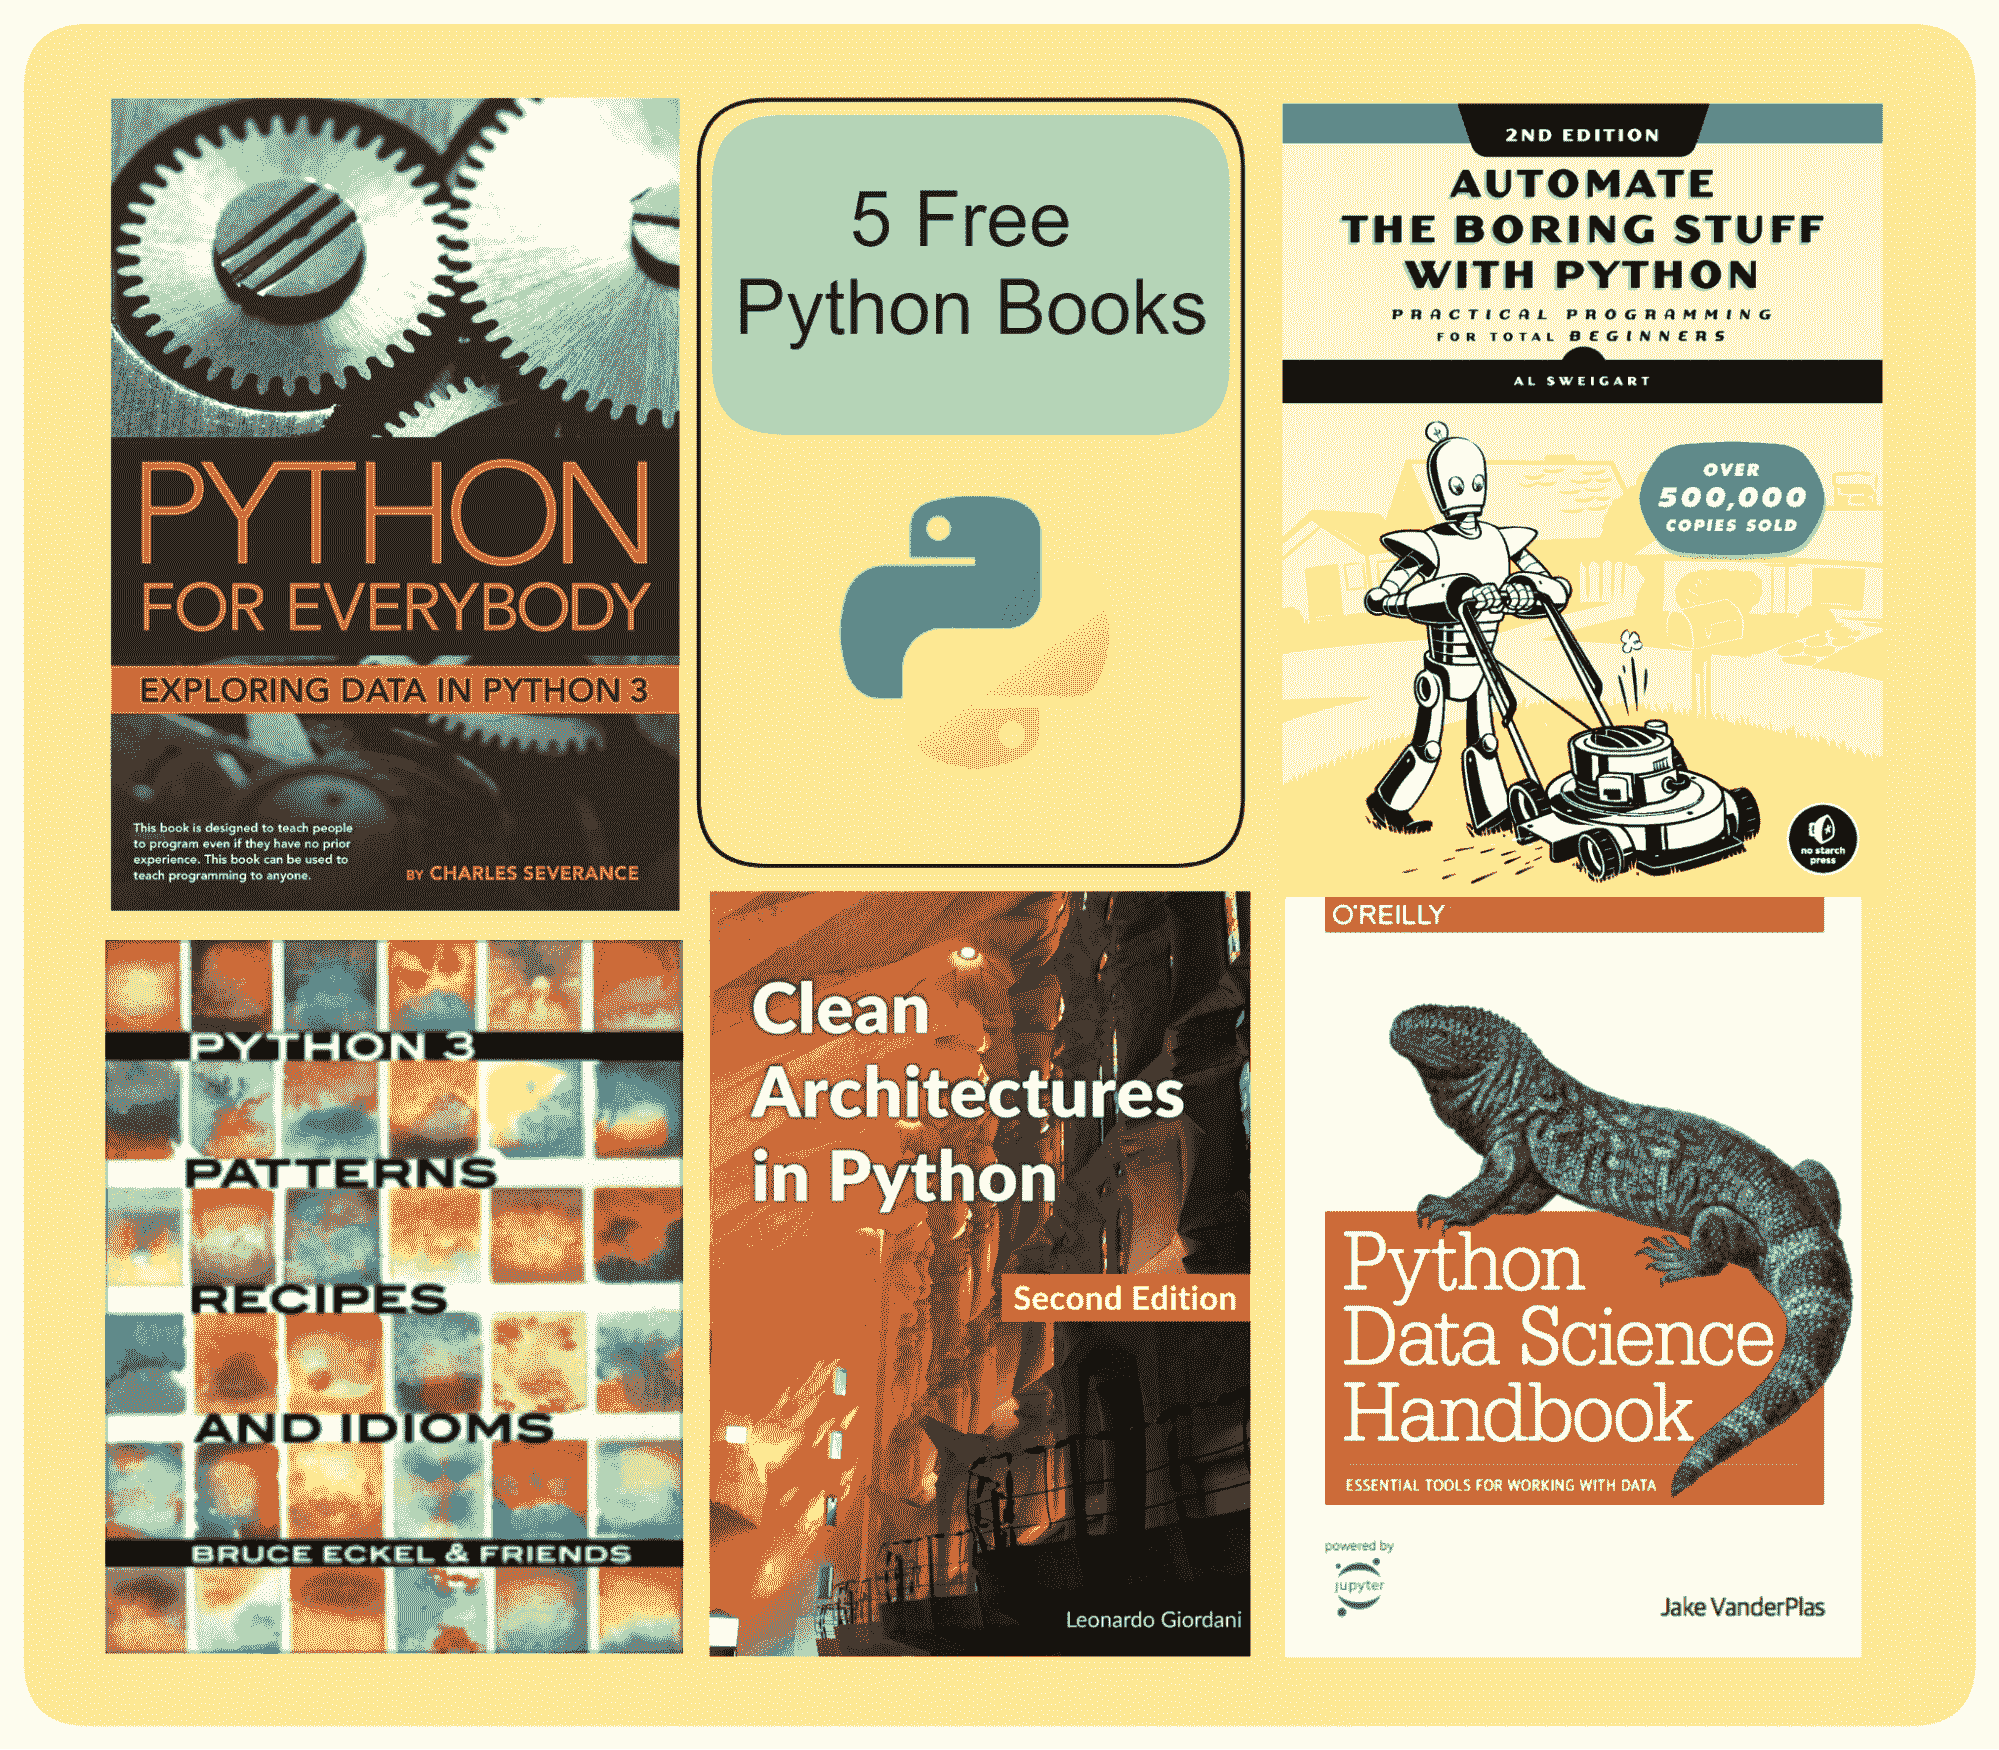 PYTHON
FOR EVERYBODY
EXPLORING DATA IN PYTHON 3
This book is designed to teach people
to program even if they have no prior
experience. This book can be used to
teach programming to anyone.
BY CHARLES SEVERANCE
5 Free
Python Books
2ND EDITION
AUTOMATE
THE BORING STUFF
WITH PYTHON
PRACTICAL PROGRAMMING
FOR TOTAL BEGINNERS
AL SWEIGART
OVER
500,000
COPIES SOLD
no starch
press
PYTHON 3
PATTERNS
RECIPES
AND IDIOMS
BRUCE ECKEL & FRIENDS
Clean
Architectures
in Python
Second Edition
Leonardo Giordani
O'REILLY
Python
Data Science
Handbook
ESSENTIAL TOOLS FOR WORKING WITH DATA
powered by
jupyter
Jake VanderPlas